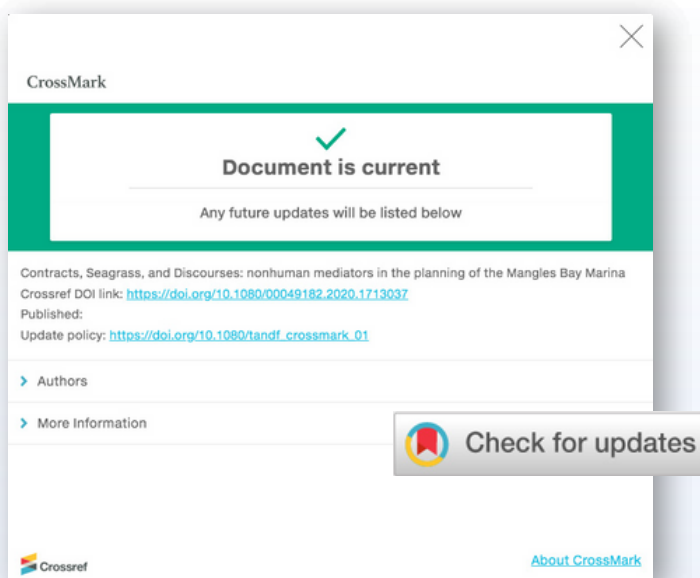 CrossMark
Document is current
Any future updates will be listed below
Contracts, Seagrass, and Discourses: nonhuman mediators in the planning of the Mangles Bay Marina
Crossref DOI link: https://doi.org/10.1080/00049182.2020.1713037
Published:
Update policy: https://doi.org/10.1080/tandf_crossmark_01
Authors
More Information
Check for updates
Crossref
About CrossMark